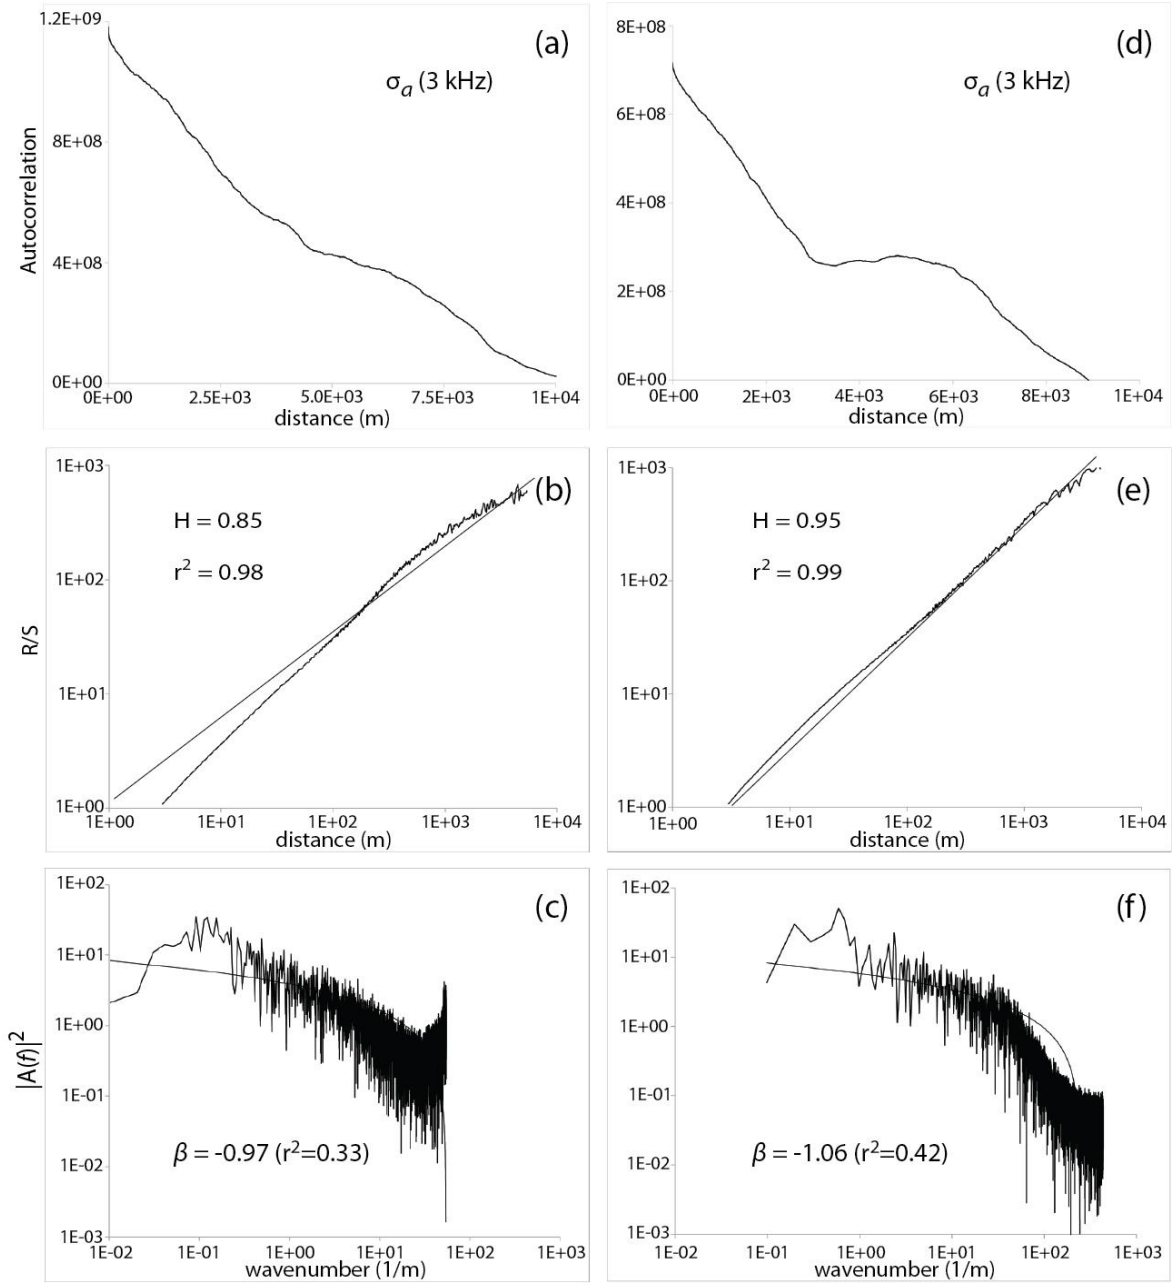 (a)
σa (3 kHz)
Autocorrelation
1.2E+09
8E+08
4E+08
0E+00
0E+00 2.5E+03 5.0E+03 7.5E+03 1E+04
distance (m)
(d)
σa (3 kHz)
8E+08
6E+08
4E+08
2E+08
0E+00
0E+00 2E+03 4E+03 6E+03 8E+03 1E+04
distance (m)
(b)
H = 0.85
r² = 0.98
R/S
1E+03
1E+02
1E+01
1E+00
1E+00 1E+01 1E+02 1E+03 1E+04
distance (m)
(e)
H = 0.95
r² = 0.99
1E+03
1E+02
1E+01
1E+00
1E+00 1E+01 1E+02 1E+03 1E+04
distance (m)
(c)
|A(f)|²
1E+02
1E+01
1E+00
1E-01
1E-02
1E-03
β = -0.97 (r²=0.33)
1E-02 1E-01 1E+00 1E+01 1E+02 1E+03
wavenumber (1/m)
(f)
1E+02
1E+01
1E+00
1E-01
1E-02
1E-03
β = -1.06 (r²=0.42)
1E-02 1E-01 1E+00 1E+01 1E+02 1E+03
wavenumber (1/m)